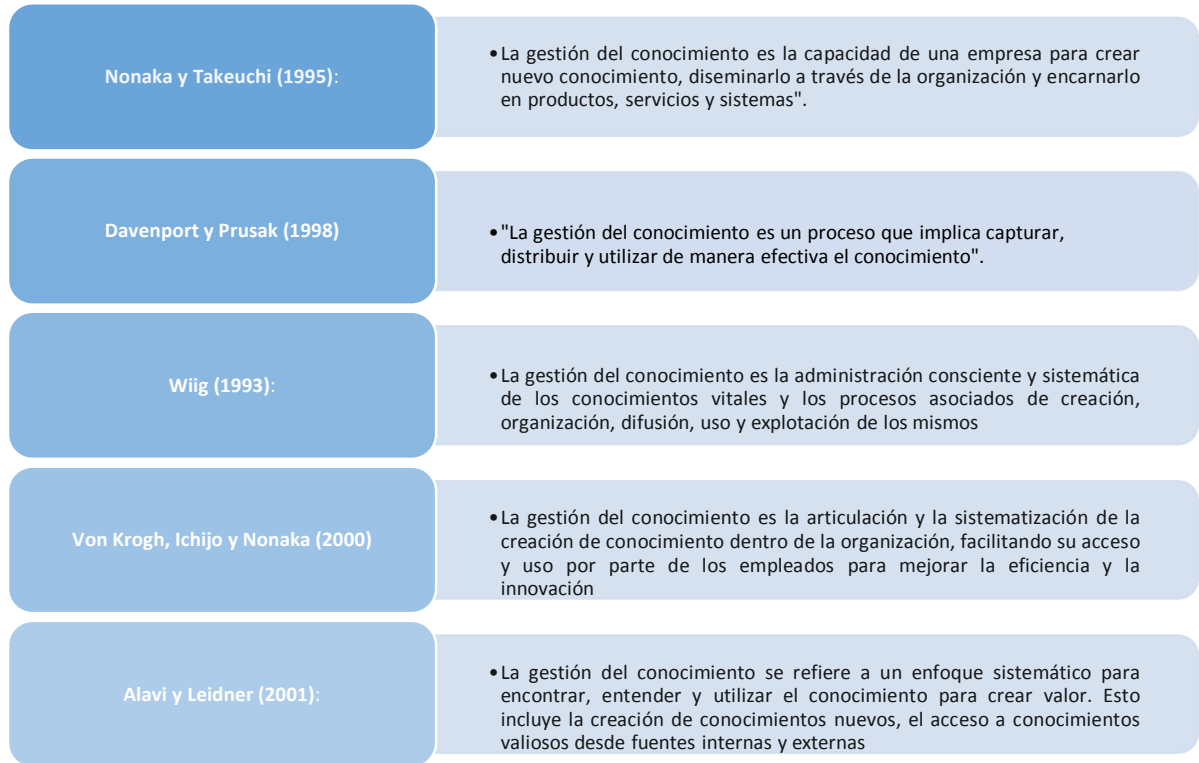 Nonaka y Takeuchi (1995):
•La gestión del conocimiento es la capacidad de una empresa para crear
nuevo conocimiento, diseminarlo a través de la organización y encarnarlo
en productos, servicios y sistemas".
Davenport y Prusak (1998)
•"La gestión del conocimiento es un proceso que implica capturar,
distribuir y utilizar de manera efectiva el conocimiento".
Wiig (1993):
•La gestión del conocimiento es la administración consciente y sistemática
de los conocimientos vitales y los procesos asociados de creación,
organización, difusión, uso y explotación de los mismos
Von Krogh, Ichijo y Nonaka (2000)
•La gestión del conocimiento es la articulación y la sistematización de la
creación de conocimiento dentro de la organización, facilitando su acceso
y uso por parte de los empleados para mejorar la eficiencia y la
innovación
Alavi y Leidner (2001):
•La gestión del conocimiento se refiere a un enfoque sistemático para
encontrar, entender y utilizar el conocimiento para crear valor. Esto
incluye la creación de conocimientos nuevos, el acceso a conocimientos
valiosos desde fuentes internas y externas